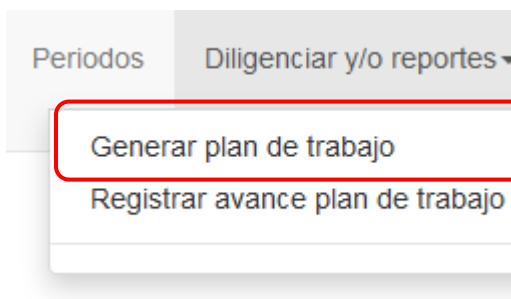 Periodos Diligenciar y/o reportes
Generar plan de trabajo
Registrar avance plan de trabajo